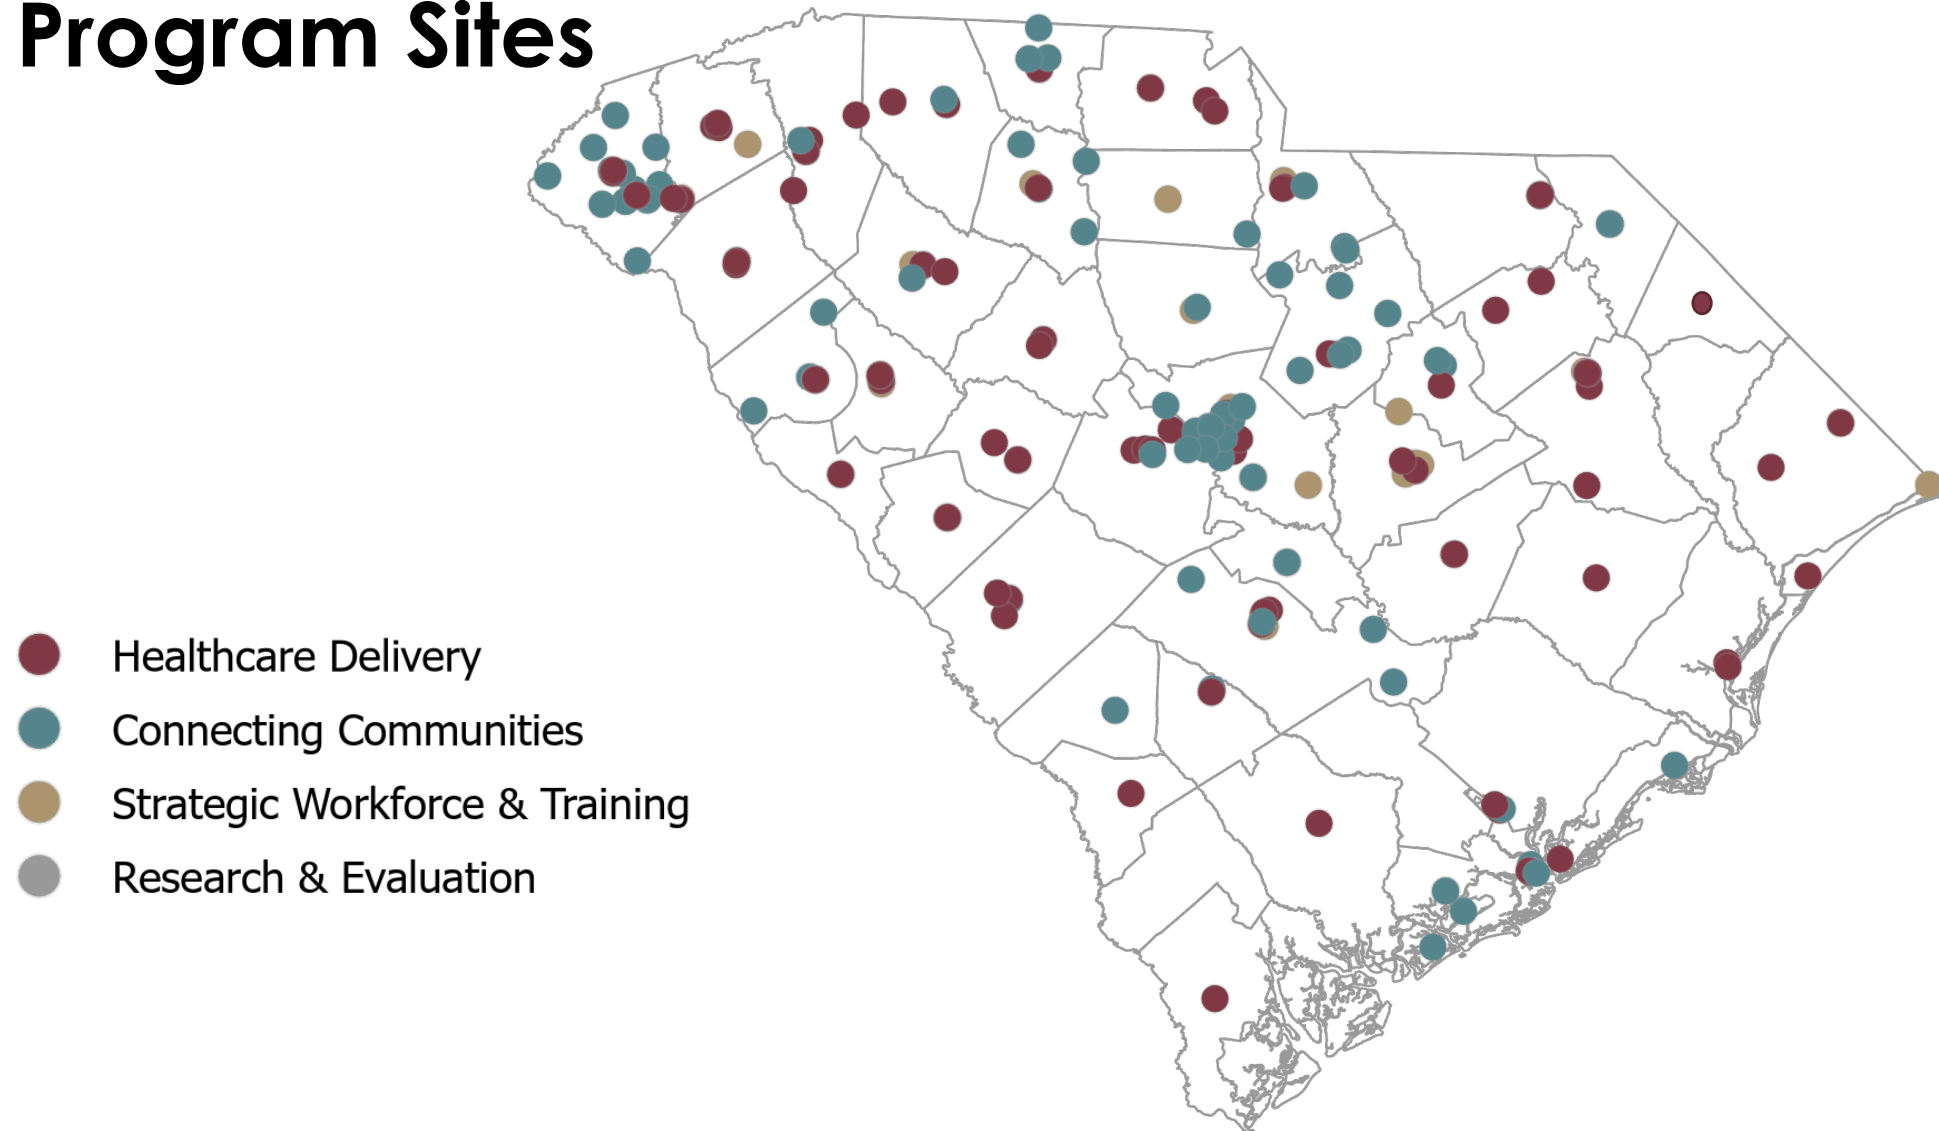 Program Sites
Healthcare Delivery
Connecting Communities
Strategic Workforce & Training
Research & Evaluation